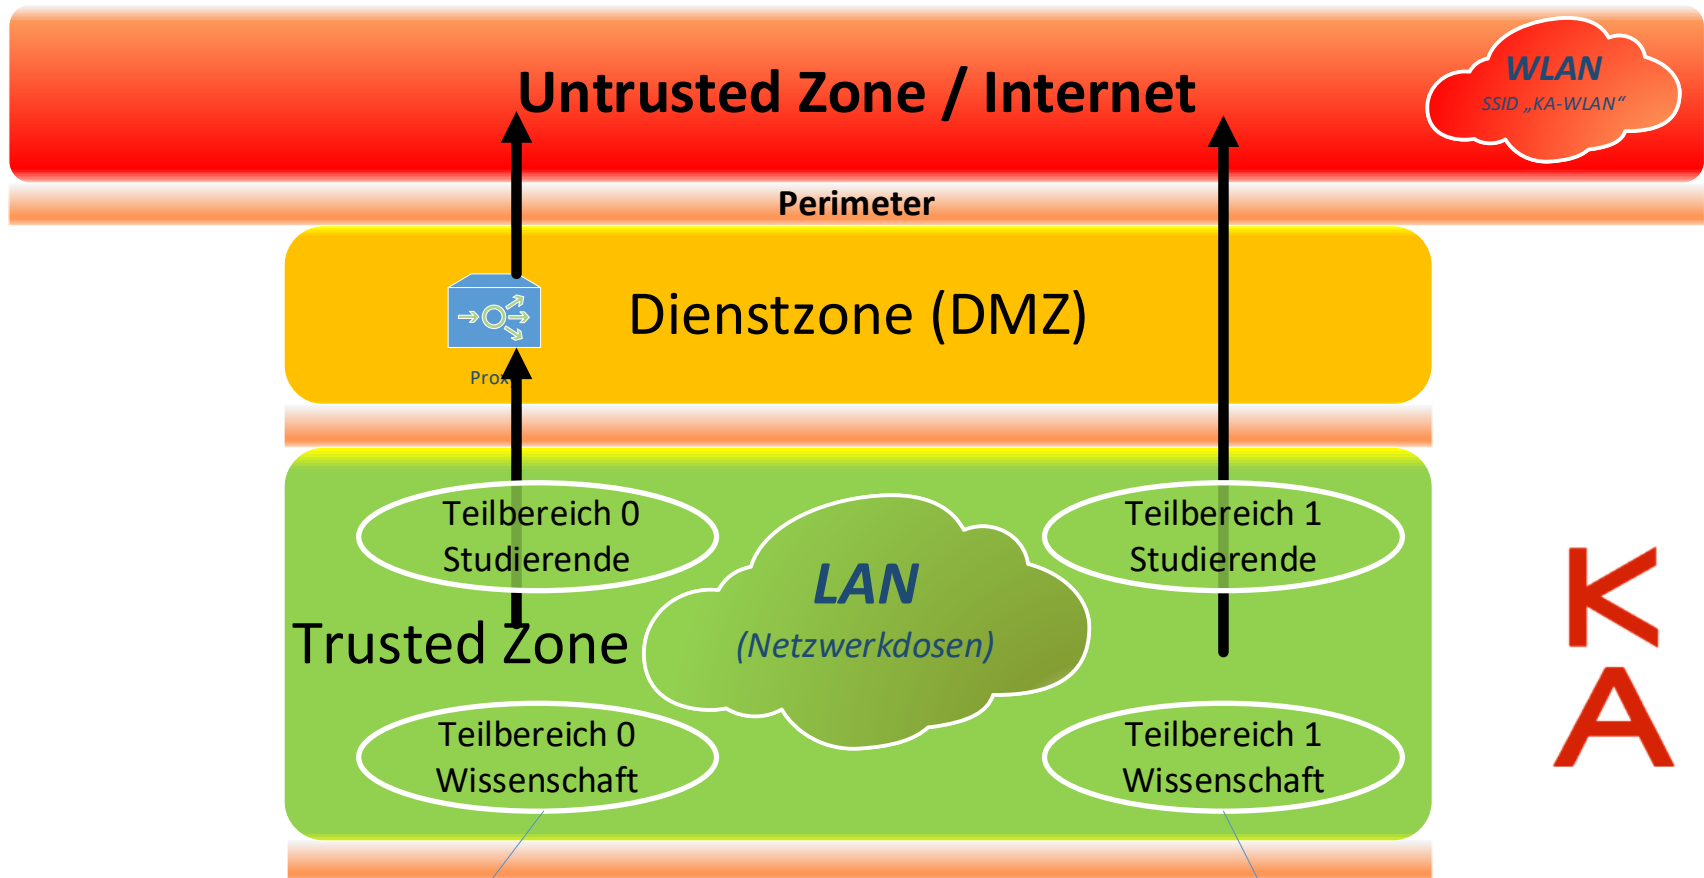 Untrusted Zone / Internet
WLAN
SSID „KA-WLAN“
Perimeter
Dienstzone (DMZ)
Proxy
Teilbereich 0
Studierende
Teilbereich 1
Studierende
LAN
(Netzwerkdosen)
Trusted Zone
Teilbereich 0
Wissenschaft
Teilbereich 1
Wissenschaft
K
A